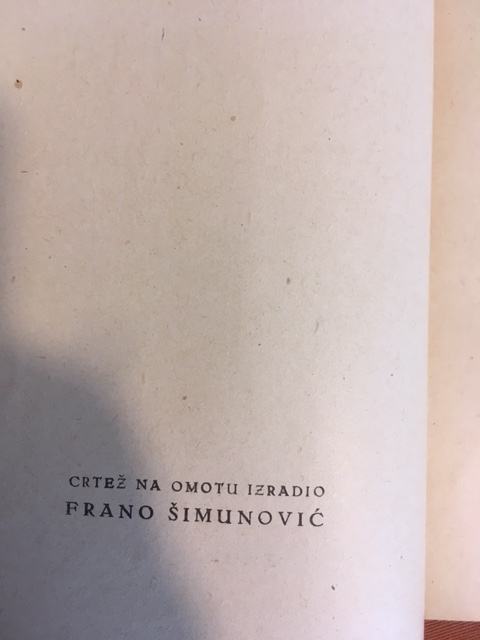 CRTEŽ NA OMOTU IZRADIO
FRANO ŠIMUNOVIĆ